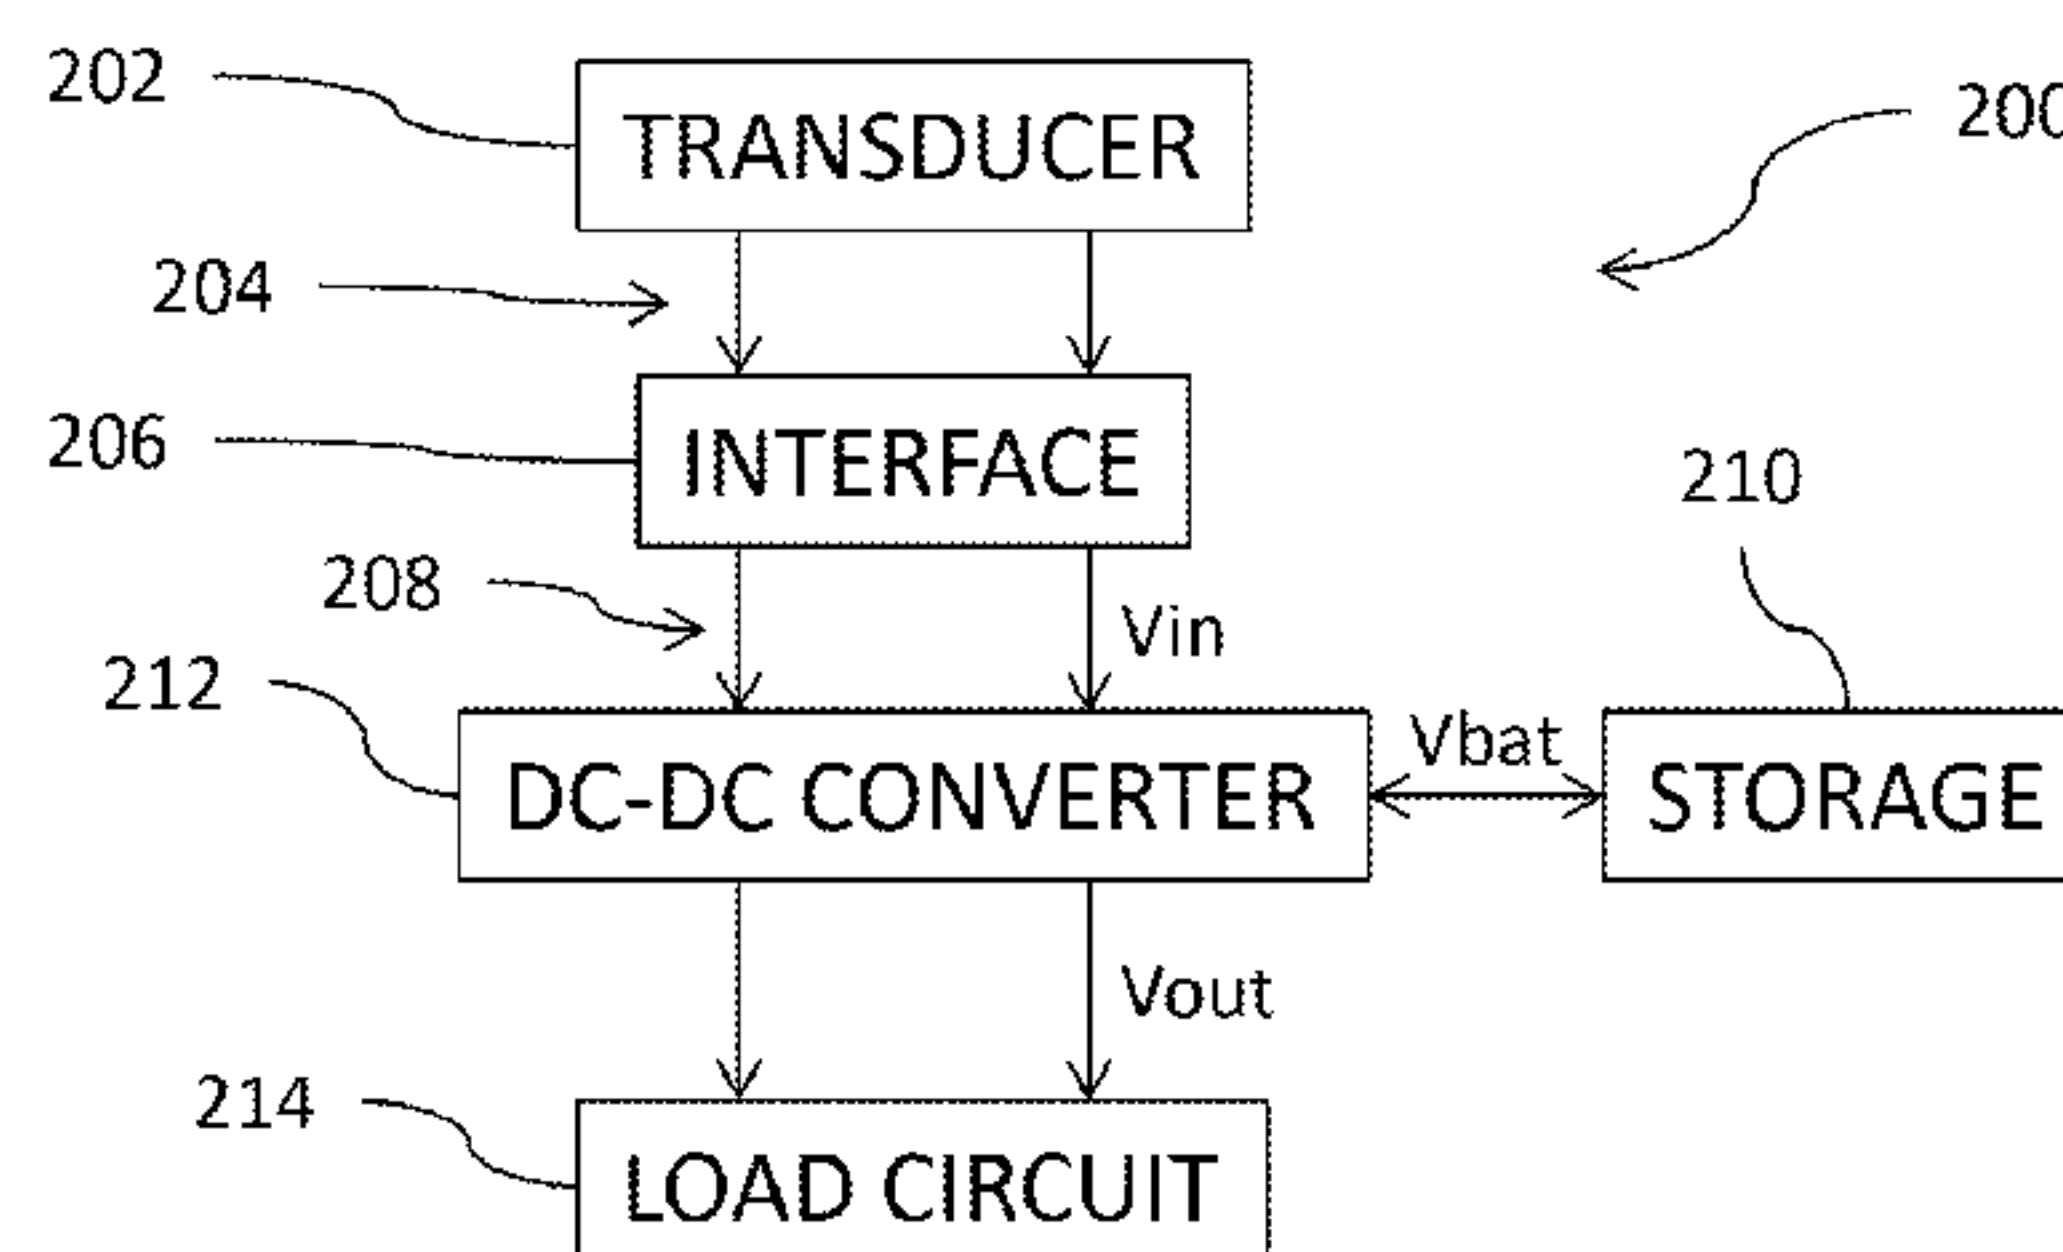 202
TRANSDUCER
200
204
206
INTERFACE
210
208
Vin
212
DC-DC CONVERTER
Vbat
STORAGE
Vout
214
LOAD CIRCUIT